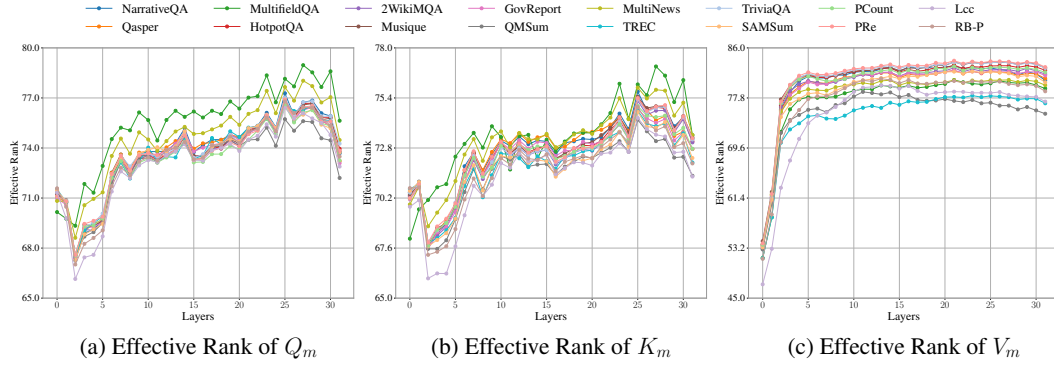 NarrativeQA MultifieldQA 2WikiMQA GovReport MultiNews TriviaQA PCount Lcc
Qasper HotpotQA Musique QMSum TREC SAMSum PRe RB-P
80.0 78.0 86.0
77.0 75.4 77.8
74.0 72.8 69.6
71.0 70.2 61.4
68.0 67.6 53.2
65.0 65.0 45.0
Effective Rank Effective Rank Effective Rank
0 5 10 15 20 25 30 0 5 10 15 20 25 30 0 5 10 15 20 25 30
Layers Layers Layers
(a) Effective Rank of Qm (b) Effective Rank of Km (c) Effective Rank of Vm